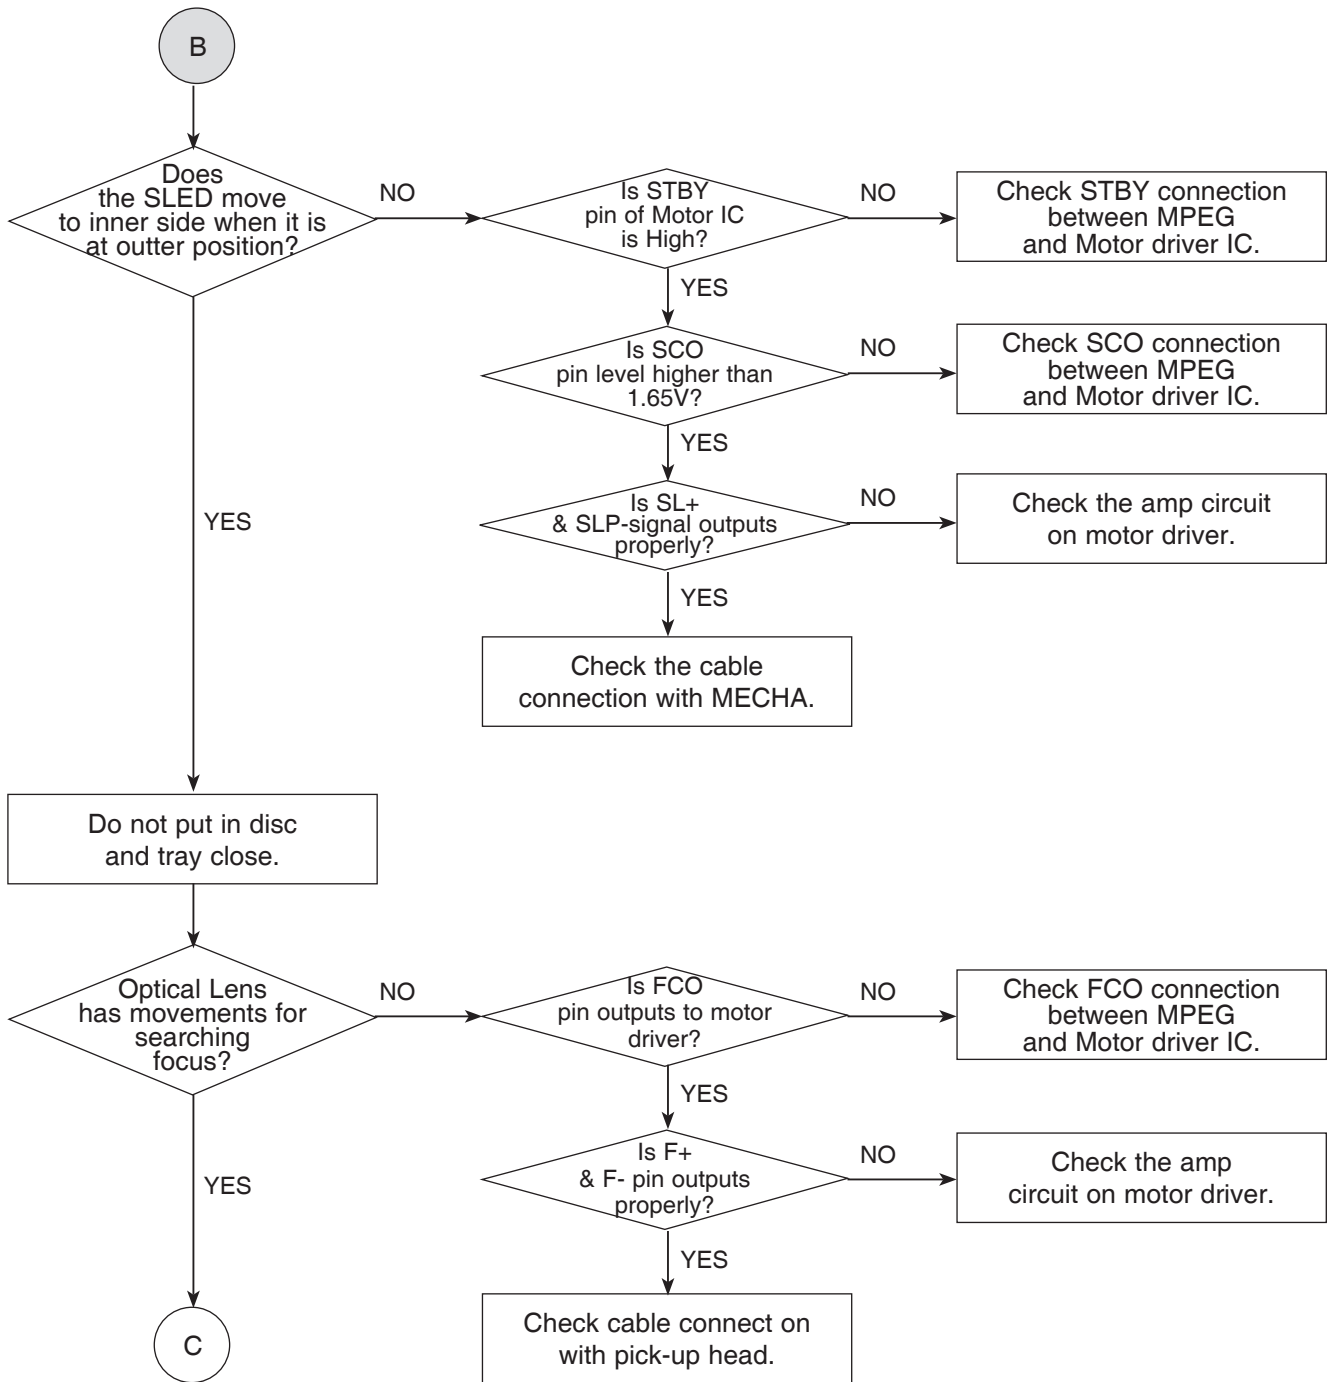 B
Does
the SLED move
to inner side when it is
at outter position?
NO
Is STBY
pin of Motor IC
is High?
NO
Check STBY connection
between MPEG
and Motor driver IC.
YES
Is SCO
pin level higher than
1.65V?
NO
Check SCO connection
between MPEG
and Motor driver IC.
YES
Is SL+
& SLP-signal outputs
properly?
NO
Check the amp circuit
on motor driver.
YES
Check the cable
connection with MECHA.
YES
Do not put in disc
and tray close.
Optical Lens
has movements for
searching
focus?
NO
Is FCO
pin outputs to motor
driver?
NO
Check FCO connection
between MPEG
and Motor driver IC.
YES
Is F+
& F- pin outputs
properly?
NO
Check the amp
circuit on motor driver.
YES
Check cable connect on
with pick-up head.
YES
C